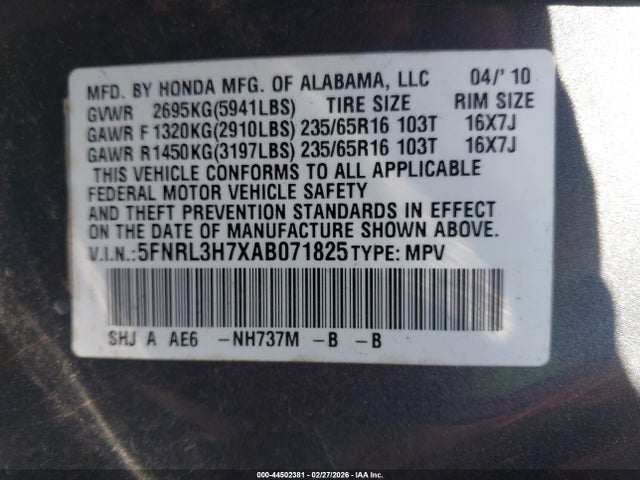 MFD. BY HONDA MFG. OF ALABAMA, LLC 04/'10
GVWR 2695KG(5941LBS) TIRE SIZE RIM SIZE
GAWR F 1320KG(2910LBS) 235/65R16 103T 16X7J
GAWR R1450KG(3197LBS) 235/65R16 103T 16X7J
THIS VEHICLE CONFORMS TO ALL APPLICABLE
FEDERAL MOTOR VEHICLE SAFETY
AND THEFT PREVENTION STANDARDS IN EFFECT
ON THE DATE OF MANUFACTURE SHOWN ABOVE.
V.I.N.:5FNRL3H7XAB071825 TYPE: MPV
SHJ A AE6 -NH737M -B -B
000-44502381 - 02/27/2026 - IAA Inc.